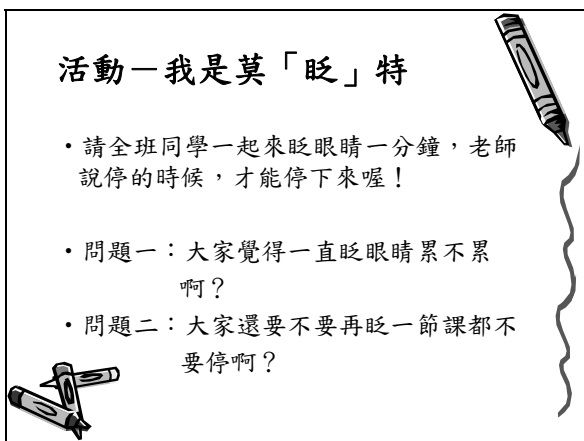 活動－我是莫「眨」特
•請全班同學一起來眨眼睛一分鐘，老師
說停的時候，才能停下來喔！
•問題一：大家覺得一直眨眼睛累不累
啊？
•問題二：大家還要不要再眨一節課都不
要停啊？